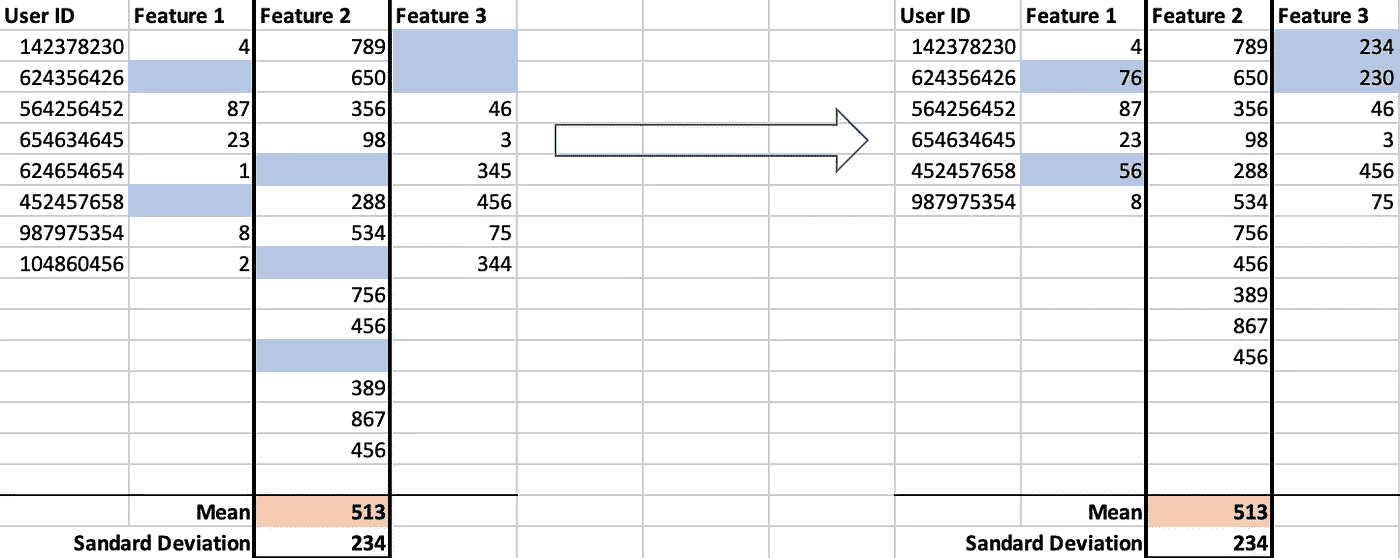 User ID Feature 1 Feature 2 Feature 3 User ID Feature 1 Feature 2 Feature 3
142378230 4 789 142378230 4 789 234
624356426 650 624356426 76 650 230
564256452 87 356 46 564256452 87 356 46
654634645 23 98 3 654634645 23 98 3
624654654 1 345 452457658 56 288 456
452457658 288 456 987975354 8 534 75
987975354 8 534 75 756
104860456 2 344 456
756 389
456 867
456
389
867
456
Mean 513 Mean 513
Sandard Deviation 234 Sandard Deviation 234